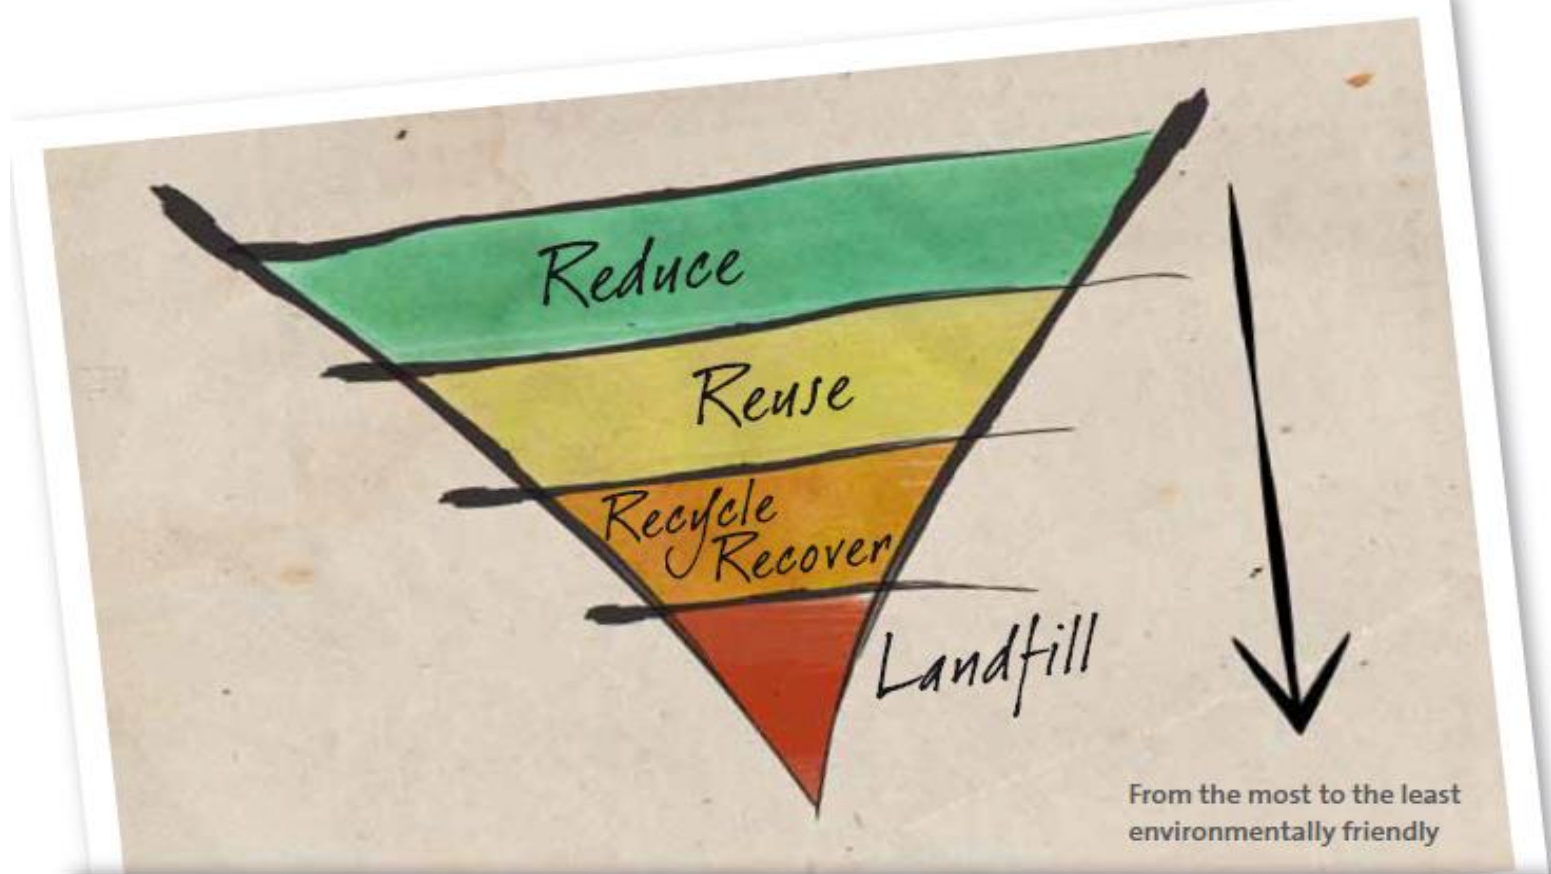 Reduce
Reuse
Recycle
Recover
Landfill
From the most to the least
environmentally friendly